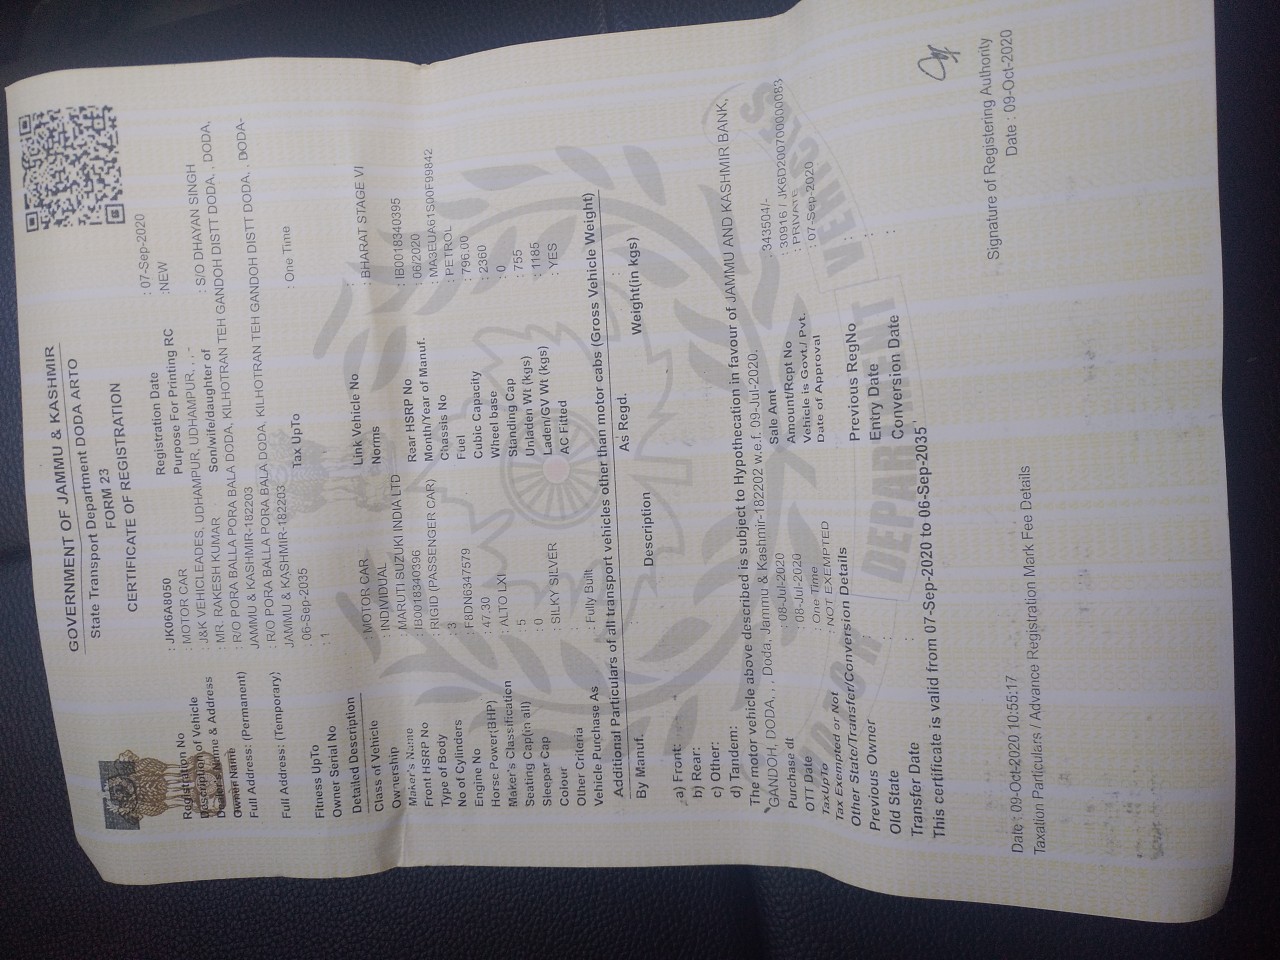 GOVERNMENT OF JAMMU & KASHMIR
State Transport Department DODA ARTO
FORM 23
CERTIFICATE OF REGISTRATION
Registration No : JK06A8050 Registration Date : 07-Sep-2020
Description of Vehicle : MOTOR CAR Purpose For Printing RC :NEW
Dealer's Name & Address : J&K VEHICLEADES, UDHAMPUR, UDHAMPUR, , , -
Owner Name : MR. RAKESH KUMAR Son/wife/daughter of : S/O DHAYAN SINGH
Full Address: (Permanent) : R/O PORA BALLA PORA BALA DODA, KILHOTRAN TEH GANDOH DISTT DODA, , DODA,
JAMMU & KASHMIR-182203
Full Address: (Temporary) : R/O PORA BALLA PORA BALA DODA, KILHOTRAN TEH GANDOH DISTT DODA, , DODA-
JAMMU & KASHMIR-182203
Fitness UpTo : 06-Sep-2035 Tax UpTo : One Time
Owner Serial No : 1
Detailed Description
Class of Vehicle : MOTOR CAR Link Vehicle No :
Ownership : INDIVIDUAL Norms : BHARAT STAGE VI
Maker's Name : MARUTI SUZUKI INDIA LTD
Front HSRP No : IB0018340396 Rear HSRP No : IB0018340395
Type of Body : RIGID (PASSENGER CAR) Month/Year of Manuf. : 06/2020
No of Cylinders : 3 Chassis No : MA3EUA61S00F99842
Engine No : F8DN6347579 Fuel : PETROL
Horse Power(BHP) : 47.30 Cubic Capacity : 796.00
Maker's Classification : ALTO LXI Wheel base : 2360
Seating Cap(in all) : 5 Standing Cap : 0
Sleepar Cap : 0 Unladen Wt (kgs) : 755
Colour : SILKY SILVER Laden/GV Wt (kgs) : 1185
Other Criteria AC Fitted : YES
Vehicle Purchase As : Fully Built
Additional Particulars of all transport vehicles other than motor cabs (Gross Vehicle Weight)
By Manuf. : As Regd. :
Description Weight(in kgs)
a) Front:
b) Rear:
c) Other:
d) Tandem:
The motor vehicle above described is subject to Hypothecation in favour of JAMMU AND KASHMIR BANK,
GANDOH, DODA, , , Doda, Jammu & Kashmir-182202 w.e.f. 09-Jul-2020.
Purchase dt : 08-Jul-2020 Sale Amt : 343504/-
OTT Date : 08-Jul-2020 Amount/Rcpt No : 30916 / JK6D200700000083
TaxUpTo : One Time Vehicle is Govt./ Pvt. : PRIVATE
Tax Exempted or Not : NOT EXEMPTED Date of Approval : 07-Sep-2020
Other State/Transfer/Conversion Details
Previous Owner : Previous RegNo :
Old State : Entry Date :
Transfer Date : Conversion Date :
This certificate is valid from 07-Sep-2020 to 06-Sep-2035
Signature of Registering Authority
Date : 09-Oct-2020 10:55:17 Date : 09-Oct-2020
Taxation Particulars / Advance Registration Mark Fee Details
MOTOR VEHICLES DEPARTMENT